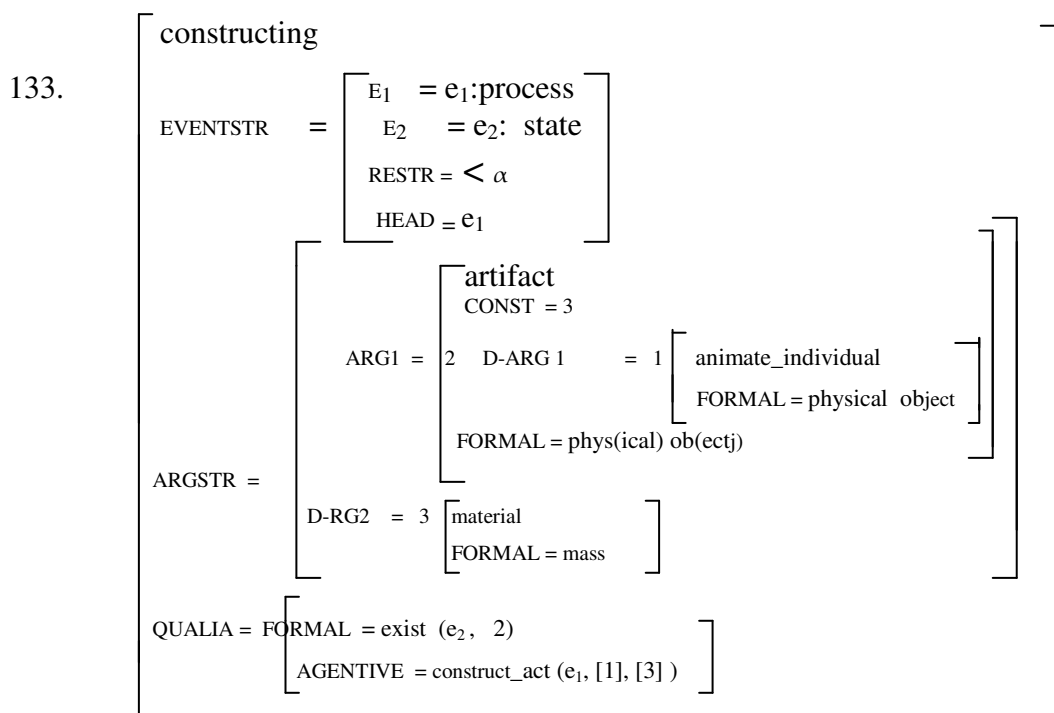 constructing
133.
E1 = e1:process
EVENTSTR = E2 = e2: state
RESTR = < α
HEAD = e1
artifact
CONST = 3
ARG1 = 2 D-ARG 1 = 1 animate_individual
FORMAL = physical object
FORMAL = phys(ical) ob(ectj)
ARGSTR =
D-RG2 = 3 material
FORMAL = mass
QUALIA = FORMAL = exist (e2, 2)
AGENTIVE = construct_act (e1, [1], [3] )